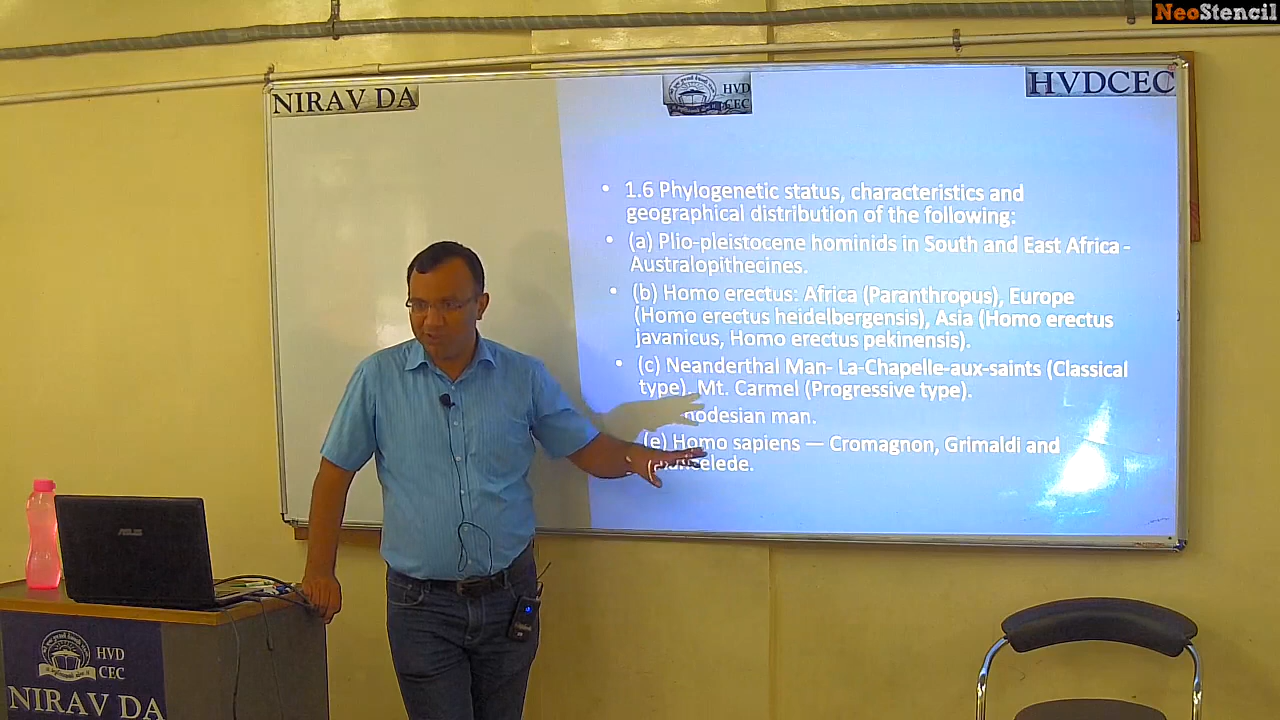 NeoStencil
NIRAV DA
HVD
CEC
HVDCEC
• 1.6 Phylogenetic status, characteristics and
geographical distribution of the following:
• (a) Plio-pleistocene hominids in South and East Africa -
Australopithecines.
• (b) Homo erectus: Africa (Paranthropus), Europe
(Homo erectus heidelbergensis), Asia (Homo erectus
javanicus, Homo erectus pekinensis).
• (c) Neanderthal Man- La-Chapelle-aux-saints (Classical
type), Mt. Carmel (Progressive type).
man.
(e) Homo sapiens — Cromagnon, Grimaldi and
ASUS
HVD
CEC
NIRAV DA